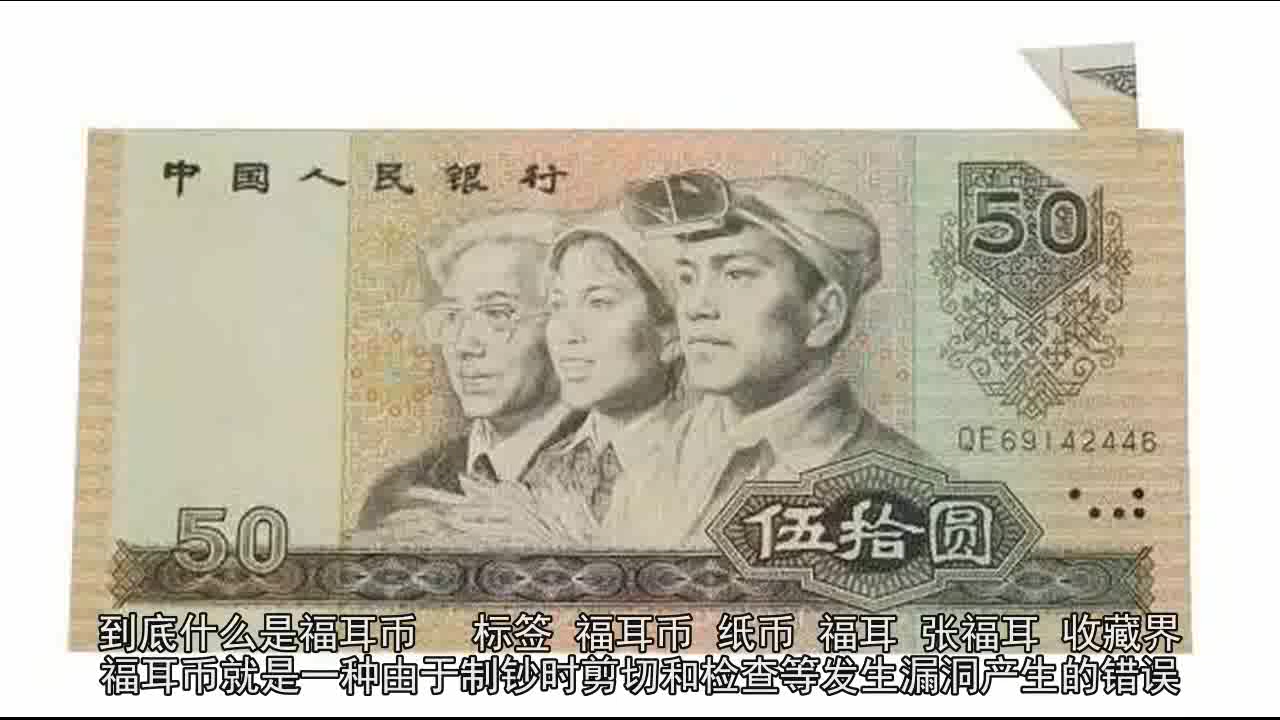 中国人民银行
50
QE69142446
50
伍拾圆
到底什么是福耳币 标签 福耳币 纸币 福耳 张福耳 收藏界
福耳币就是一种由于制钞时剪切和检查等发生漏洞产生的错误